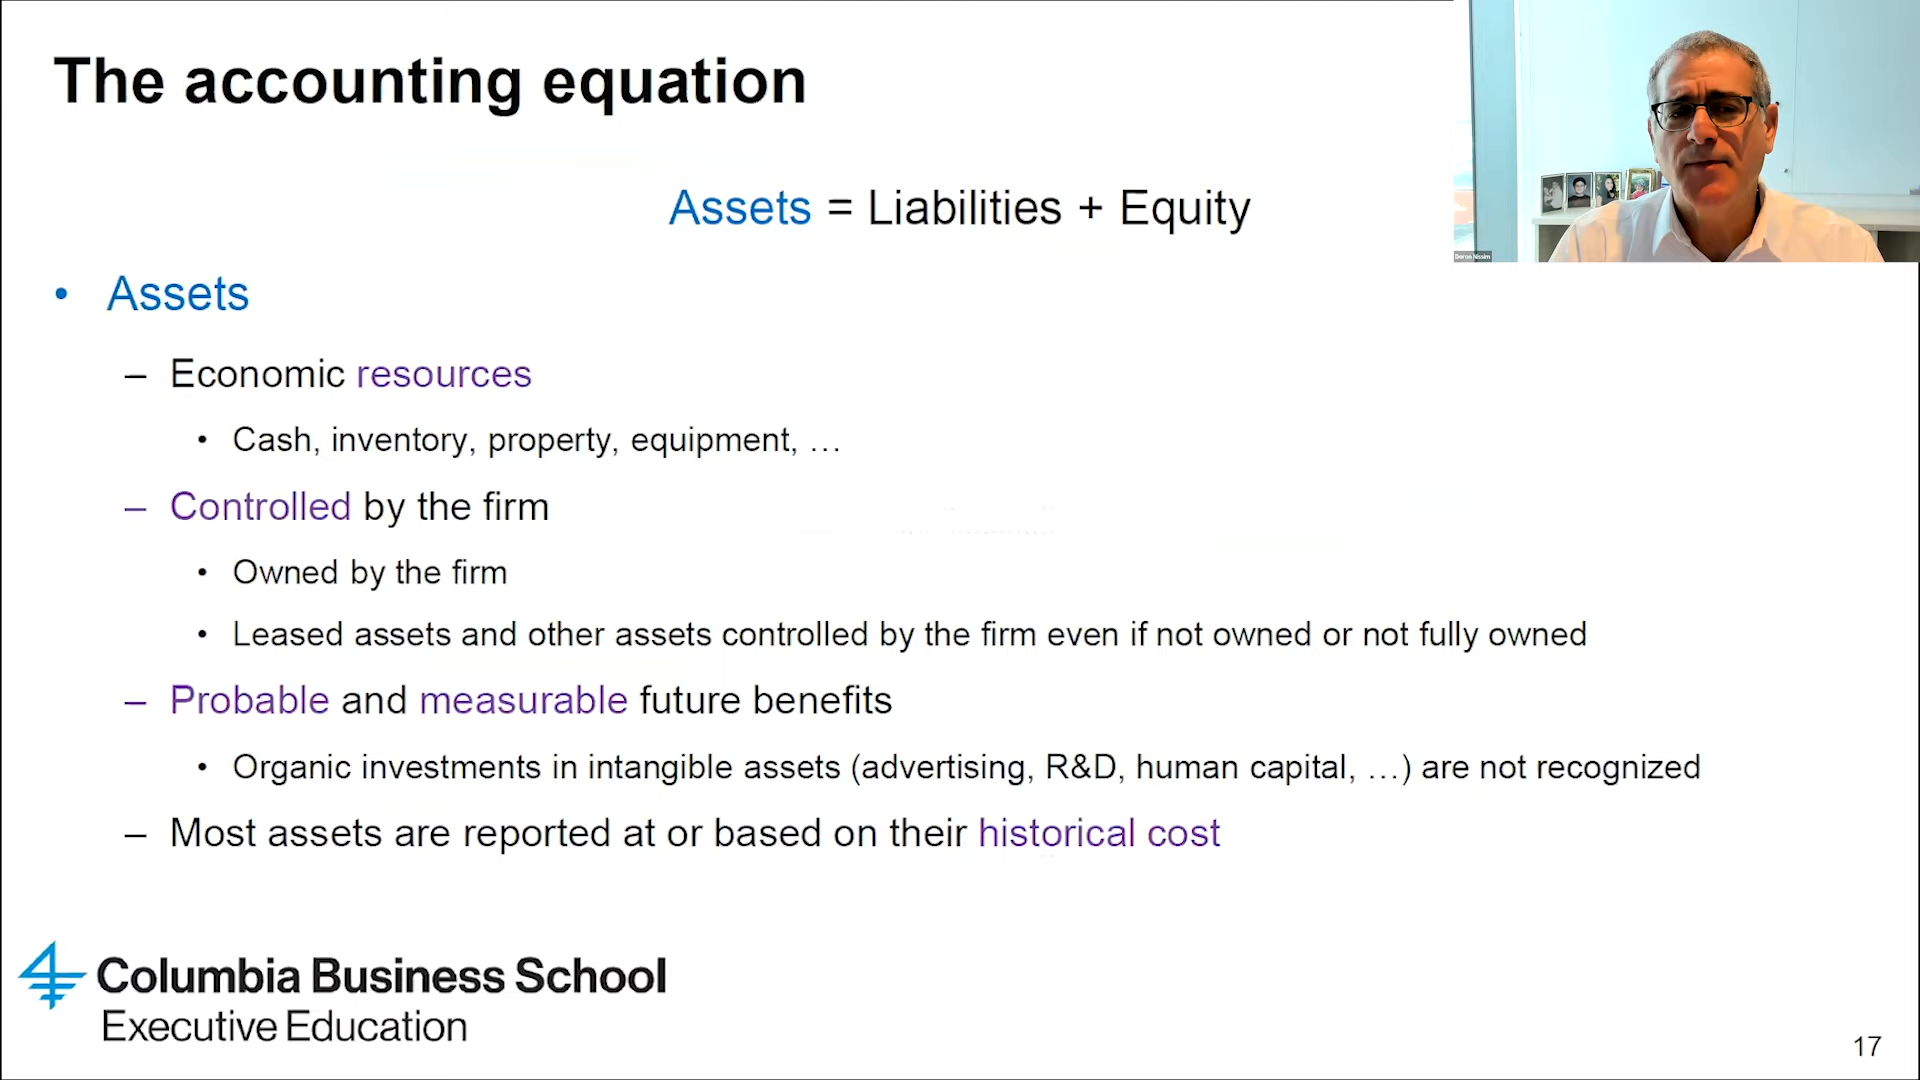 The accounting equation
Assets = Liabilities + Equity
• Assets
– Economic resources
• Cash, inventory, property, equipment, …
– Controlled by the firm
• Owned by the firm
• Leased assets and other assets controlled by the firm even if not owned or not fully owned
– Probable and measurable future benefits
• Organic investments in intangible assets (advertising, R&D, human capital, …) are not recognized
– Most assets are reported at or based on their historical cost
Columbia Business School
Executive Education
17
Doron Nissim